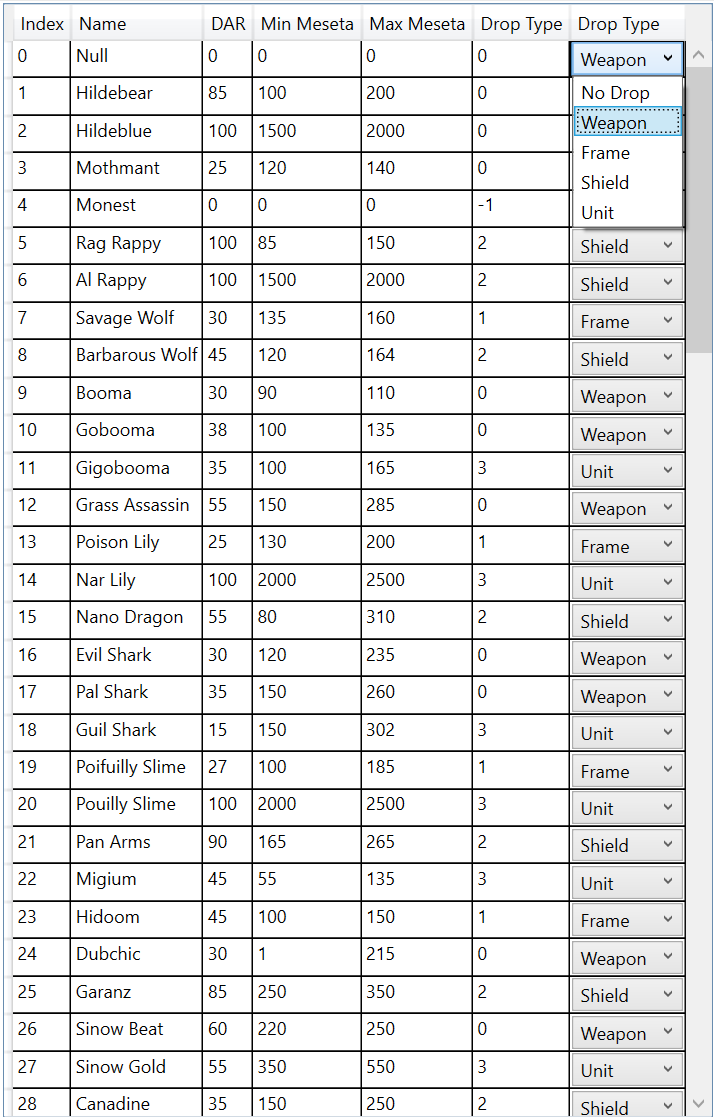 Index Name DAR Min Meseta Max Meseta Drop Type Drop Type
0 Null 0 0 0 0 Weapon
1 Hildebear 85 100 200 0 No Drop
2 Hildeblue 100 1500 2000 0 Weapon
3 Mothmant 25 120 140 0 Frame
Shield
4 Monest 0 0 0 -1 Unit
5 Rag Rappy 100 85 150 2 Shield
6 Al Rappy 100 1500 2000 2 Shield
7 Savage Wolf 30 135 160 1 Frame
8 Barbarous Wolf 45 120 164 2 Shield
9 Booma 30 90 110 0 Weapon
10 Gobooma 38 100 135 0 Weapon
11 Gigobooma 35 100 165 3 Unit
12 Grass Assassin 55 150 285 0 Weapon
13 Poison Lily 25 130 200 1 Frame
14 Nar Lily 100 2000 2500 3 Unit
15 Nano Dragon 55 80 310 2 Shield
16 Evil Shark 30 120 235 0 Weapon
17 Pal Shark 35 150 260 0 Weapon
18 Guil Shark 15 150 302 3 Unit
19 Poifuilly Slime 27 100 185 1 Frame
20 Pouilly Slime 100 2000 2500 3 Unit
21 Pan Arms 90 165 265 2 Shield
22 Migium 45 55 135 3 Unit
23 Hidoom 45 100 150 1 Frame
24 Dubchic 30 1 215 0 Weapon
25 Garanz 85 250 350 2 Shield
26 Sinow Beat 60 220 250 0 Weapon
27 Sinow Gold 55 350 550 3 Unit
28 Canadine 35 150 250 2 Shield